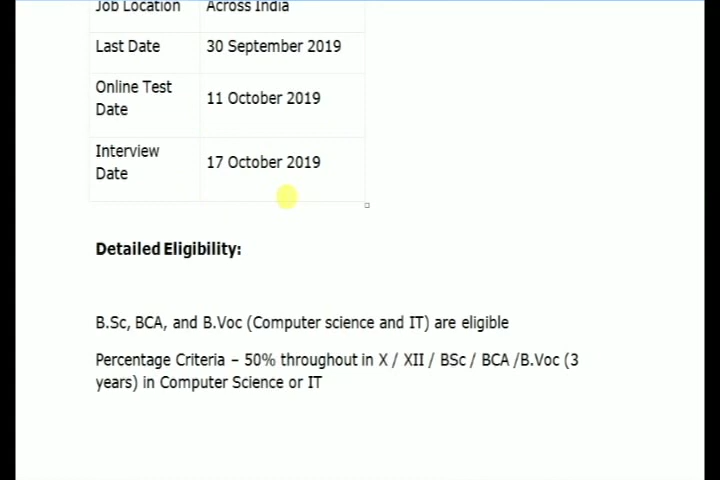 Job Location Across India
Last Date 30 September 2019
Online Test
Date
11 October 2019
Interview
Date
17 October 2019
Detailed Eligibility:
B.Sc, BCA, and B.Voc (Computer science and IT) are eligible
Percentage Criteria – 50% throughout in X / XII / BSc / BCA /B.Voc (3
years) in Computer Science or IT